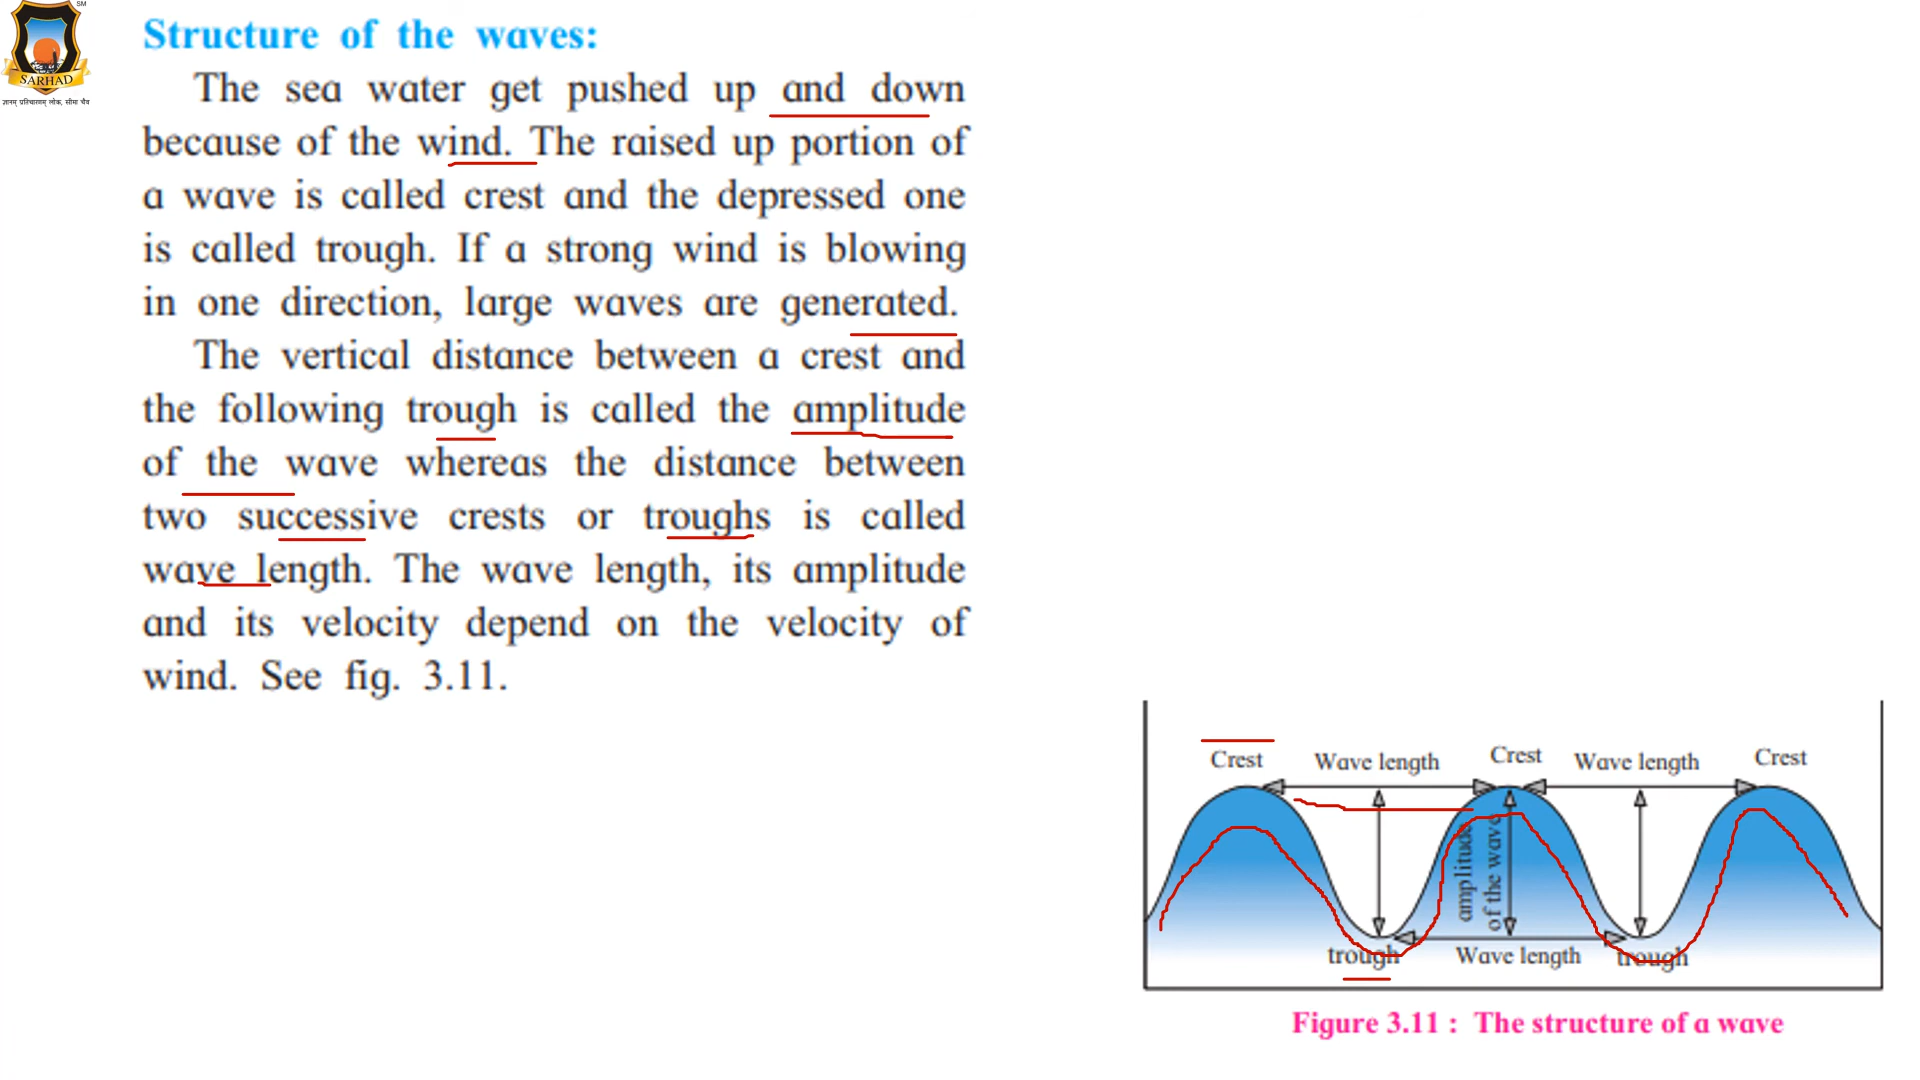 SM
SARHAD
ज्ञानम् प्रतिष्ठानम् लोक, सीमा चैव
Structure of the waves:
The sea water get pushed up and down
because of the wind. The raised up portion of
a wave is called crest and the depressed one
is called trough. If a strong wind is blowing
in one direction, large waves are generated.
The vertical distance between a crest and
the following trough is called the amplitude
of the wave whereas the distance between
two successive crests or troughs is called
wave length. The wave length, its amplitude
and its velocity depend on the velocity of
wind. See fig. 3.11.
Crest Wave length Crest Wave length Crest
amplitude
of the wave
trough Wave length trough
Figure 3.11 : The structure of a wave